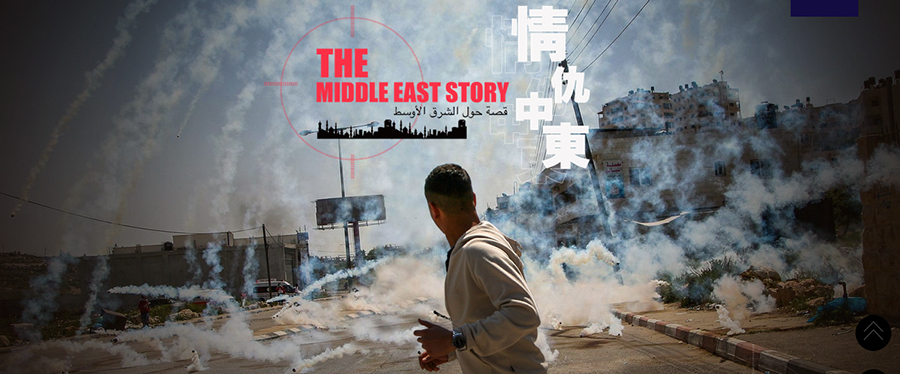 THE
MIDDLE EAST STORY
قصة حول الشرق الأوسط
情仇
中東